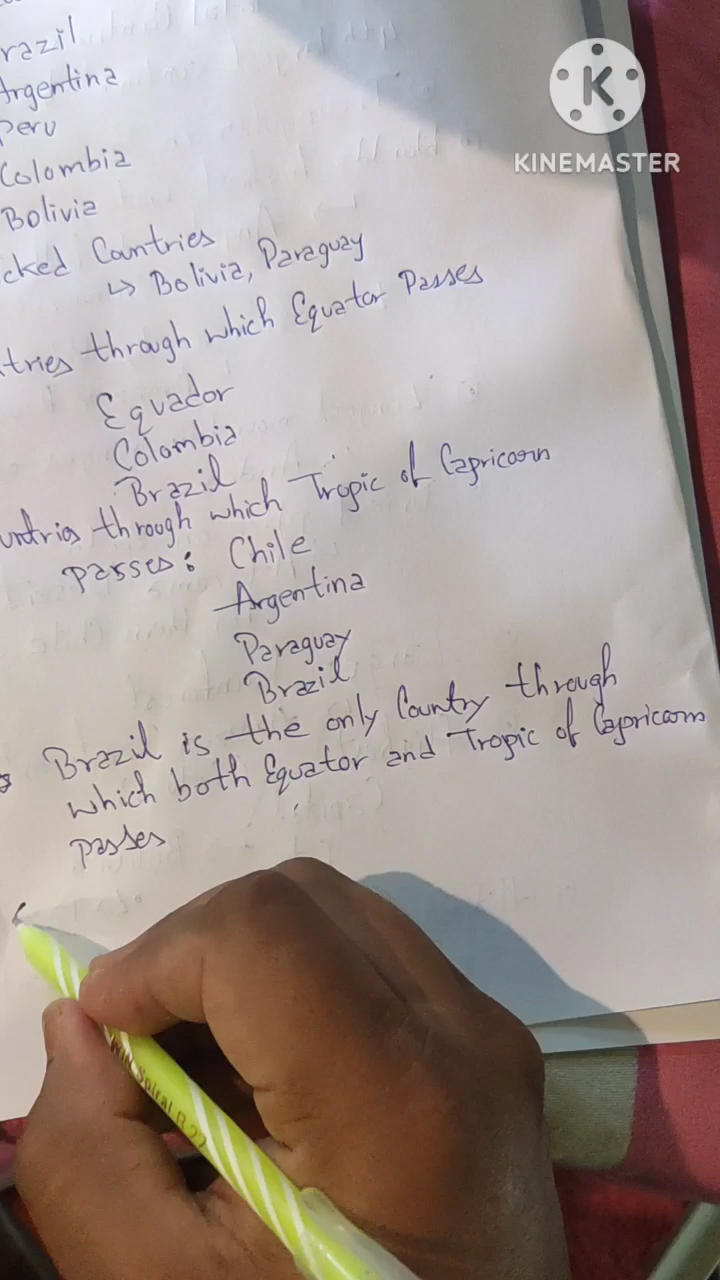 razil
Argentina
Peru
Colombia
Bolivia
cked Countries
↳ Bolivia, Paraguay
tries through which Equator Passes
Equador
Colombia
Brazil
untries through which Tropic of Capricorn
passes: Chile
Argentina
Paraguay
Brazil
Brazil is the only Country through
which both Equator and Tropic of Capricorn
passes
K
KINEMASTER